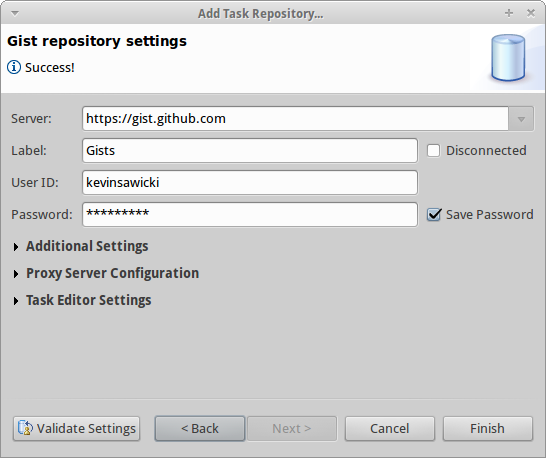 Add Task Repository...
Gist repository settings
Success!
Server: https://gist.github.com
Label: Gists Disconnected
User ID: kevinsawicki
Password: ********* Save Password
Additional Settings
Proxy Server Configuration
Task Editor Settings
Validate Settings < Back Next > Cancel Finish